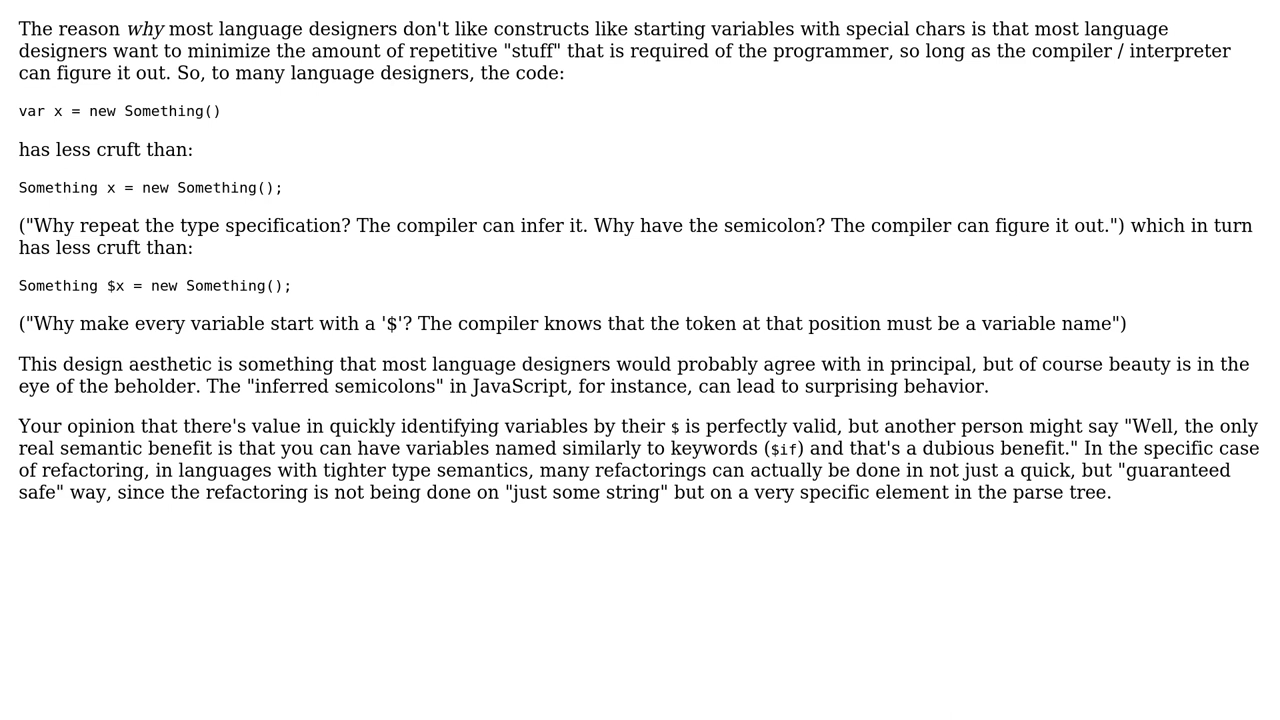 The reason why most language designers don't like constructs like starting variables with special chars is that most language
designers want to minimize the amount of repetitive "stuff" that is required of the programmer, so long as the compiler / interpreter
can figure it out. So, to many language designers, the code:
var x = new Something()
has less cruft than:
Something x = new Something();
("Why repeat the type specification? The compiler can infer it. Why have the semicolon? The compiler can figure it out.") which in turn
has less cruft than:
Something $x = new Something();
("Why make every variable start with a '$'? The compiler knows that the token at that position must be a variable name")
This design aesthetic is something that most language designers would probably agree with in principal, but of course beauty is in the
eye of the beholder. The "inferred semicolons" in JavaScript, for instance, can lead to surprising behavior.
Your opinion that there's value in quickly identifying variables by their $ is perfectly valid, but another person might say "Well, the only
real semantic benefit is that you can have variables named similarly to keywords ($if) and that's a dubious benefit." In the specific case
of refactoring, in languages with tighter type semantics, many refactorings can actually be done in not just a quick, but "guaranteed
safe" way, since the refactoring is not being done on "just some string" but on a very specific element in the parse tree.